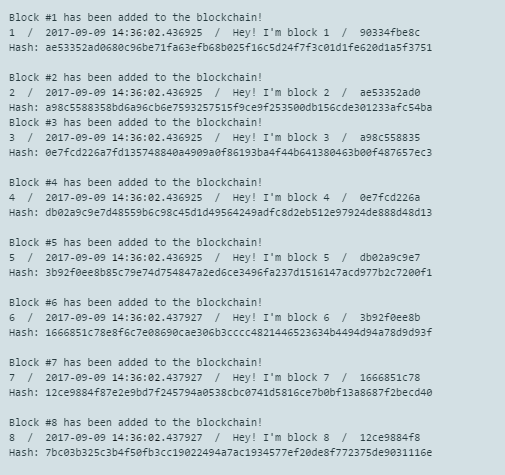 Block #1 has been added to the blockchain!
1 / 2017-09-09 14:36:02.436925 / Hey! I'm block 1 / 90334fbe8c
Hash: ae53352ad0680c96be71fa63efb68b025f16c5d24f7f3c01d1fe620d1a5f3751
Block #2 has been added to the blockchain!
2 / 2017-09-09 14:36:02.436925 / Hey! I'm block 2 / ae53352ad0
Hash: a98c5588358bd6a96cb6e7593257515f9ce9f253500db156cde301233afc54ba
Block #3 has been added to the blockchain!
3 / 2017-09-09 14:36:02.436925 / Hey! I'm block 3 / a98c558835
Hash: 0e7fcd226a7fd135748840a4909a0f86193ba4f44b641380463b00f487657ec3
Block #4 has been added to the blockchain!
4 / 2017-09-09 14:36:02.436925 / Hey! I'm block 4 / 0e7fcd226a
Hash: db02a9c9e7d48559b6c98c45d1d49564249adfc8d2eb512e97924de888d48d13
Block #5 has been added to the blockchain!
5 / 2017-09-09 14:36:02.436925 / Hey! I'm block 5 / db02a9c9e7
Hash: 3b92f0ee8b85c79e74d754847a2ed6ce3496fa237d1516147acd977b2c7200f1
Block #6 has been added to the blockchain!
6 / 2017-09-09 14:36:02.437927 / Hey! I'm block 6 / 3b92f0ee8b
Hash: 1666851c78e8f6c7e08690cae306b3cccc4821446523634b4494d94a78d9d93f
Block #7 has been added to the blockchain!
7 / 2017-09-09 14:36:02.437927 / Hey! I'm block 7 / 1666851c78
Hash: 12ce9884f87e2e9bd7f245794a0538cbc0741d5816ce7b0bf13a8687f2becd40
Block #8 has been added to the blockchain!
8 / 2017-09-09 14:36:02.437927 / Hey! I'm block 8 / 12ce9884f8
Hash: 7bc03b325c3b4f50fb3cc19022494a7ac1934577ef20de8f772375de9031116e